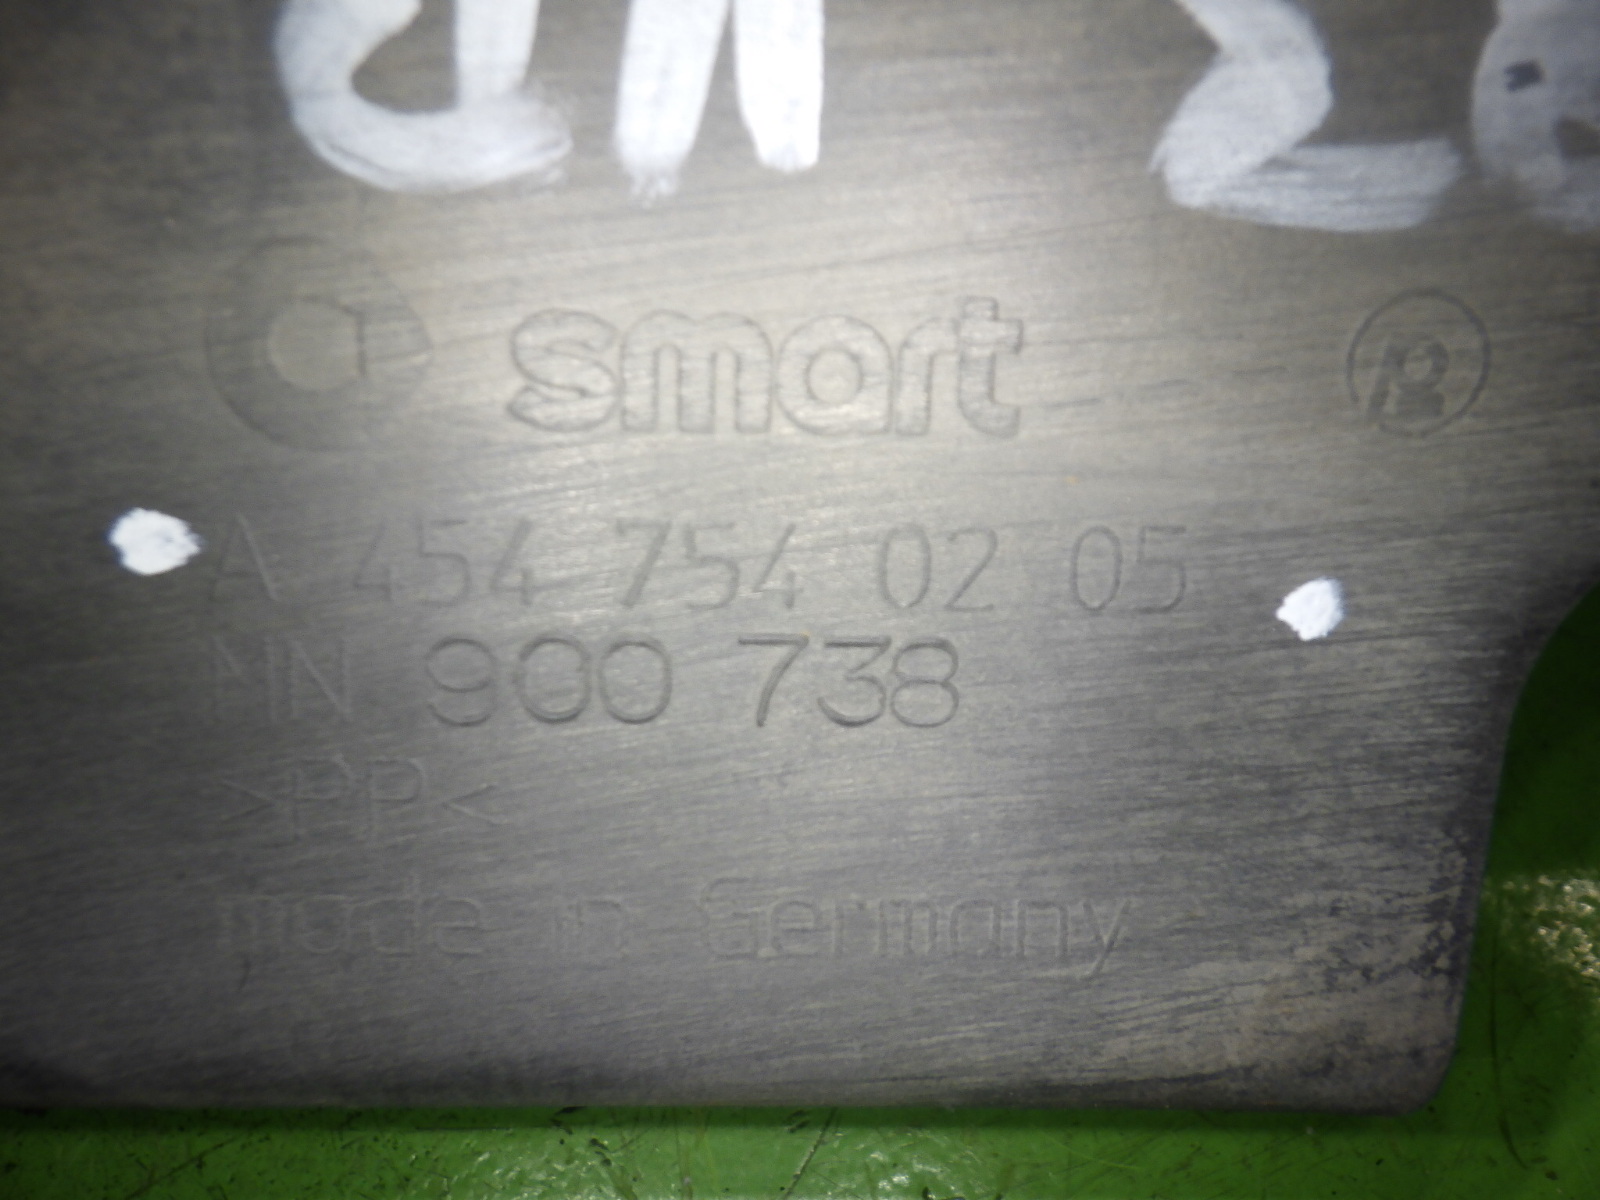 smart
A 454 754 02 05
MN 900 738
>PP<
made in Germany